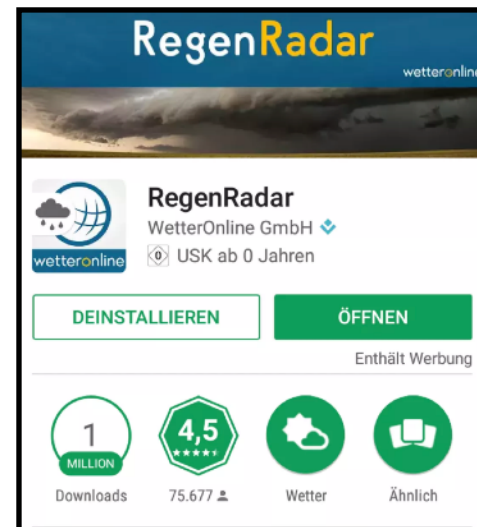 RegenRadar
wetteronline
RegenRadar
WetterOnline GmbH
wetteronline
0 USK ab 0 Jahren
DEINSTALLIEREN
ÖFFNEN
Enthält Werbung
1
MILLION
4,5
Downloads
75.677
Wetter
Ähnlich